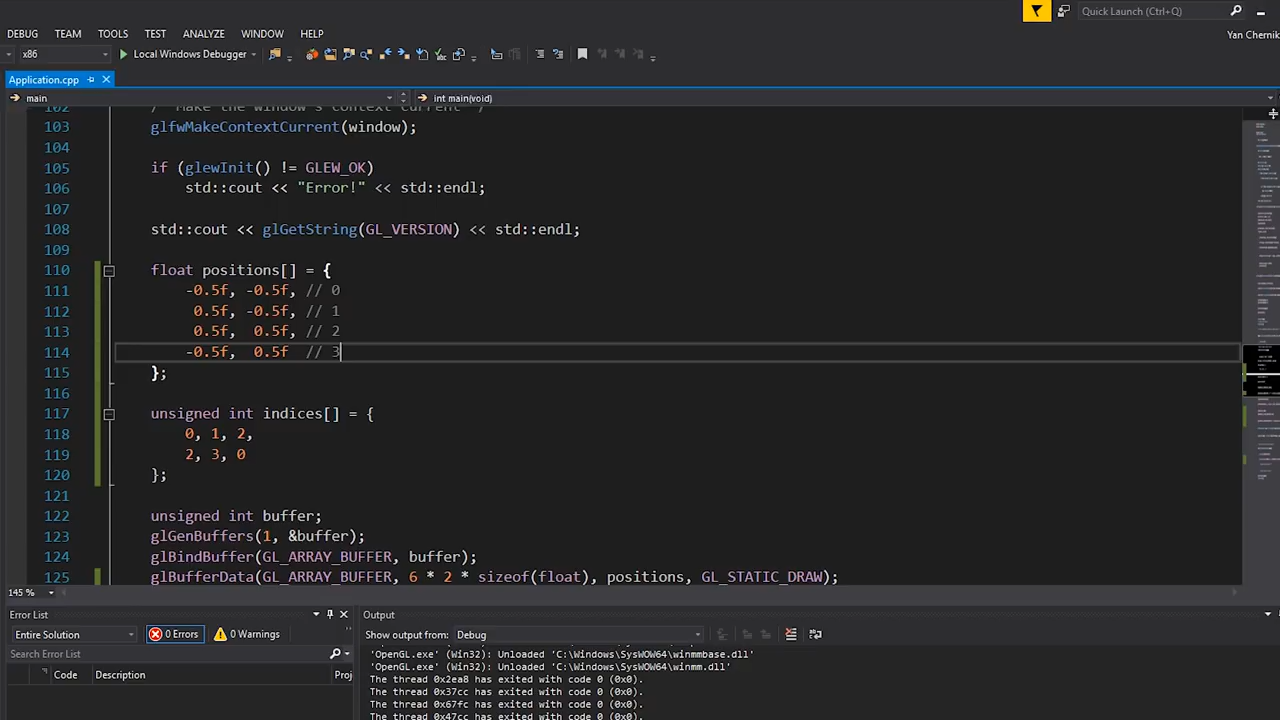 Quick Launch (Ctrl+Q)
DEBUG TEAM TOOLS TEST ANALYZE WINDOW HELP
Yan Chernik
x86 Local Windows Debugger
Application.cpp
main int main(void)
102 /* Make the window's context current */
103 glfwMakeContextCurrent(window);
104
105 if (glewInit() != GLEW_OK)
106 std::cout << "Error!" << std::endl;
107
108 std::cout << glGetString(GL_VERSION) << std::endl;
109
110 float positions[] = {
111 -0.5f, -0.5f, // 0
112 0.5f, -0.5f, // 1
113 0.5f, 0.5f, // 2
114 -0.5f, 0.5f // 3
115 };
116
117 unsigned int indices[] = {
118 0, 1, 2,
119 2, 3, 0
120 };
121
122 unsigned int buffer;
123 glGenBuffers(1, &buffer);
124 glBindBuffer(GL_ARRAY_BUFFER, buffer);
125 glBufferData(GL_ARRAY_BUFFER, 6 * 2 * sizeof(float), positions, GL_STATIC_DRAW);
145 %
Error List
Entire Solution 0 Errors 0 Warnings
Search Error List
Code Description Proj
Output
Show output from: Debug
'OpenGL.exe' (Win32): Unloaded 'C:\Windows\SysWOW64\winmmbase.dll'
'OpenGL.exe' (Win32): Unloaded 'C:\Windows\SysWOW64\winmm.dll'
The thread 0x2ea8 has exited with code 0 (0x0).
The thread 0x37cc has exited with code 0 (0x0).
The thread 0x67fc has exited with code 0 (0x0).
The thread 0x47cc has exited with code 0 (0x0).